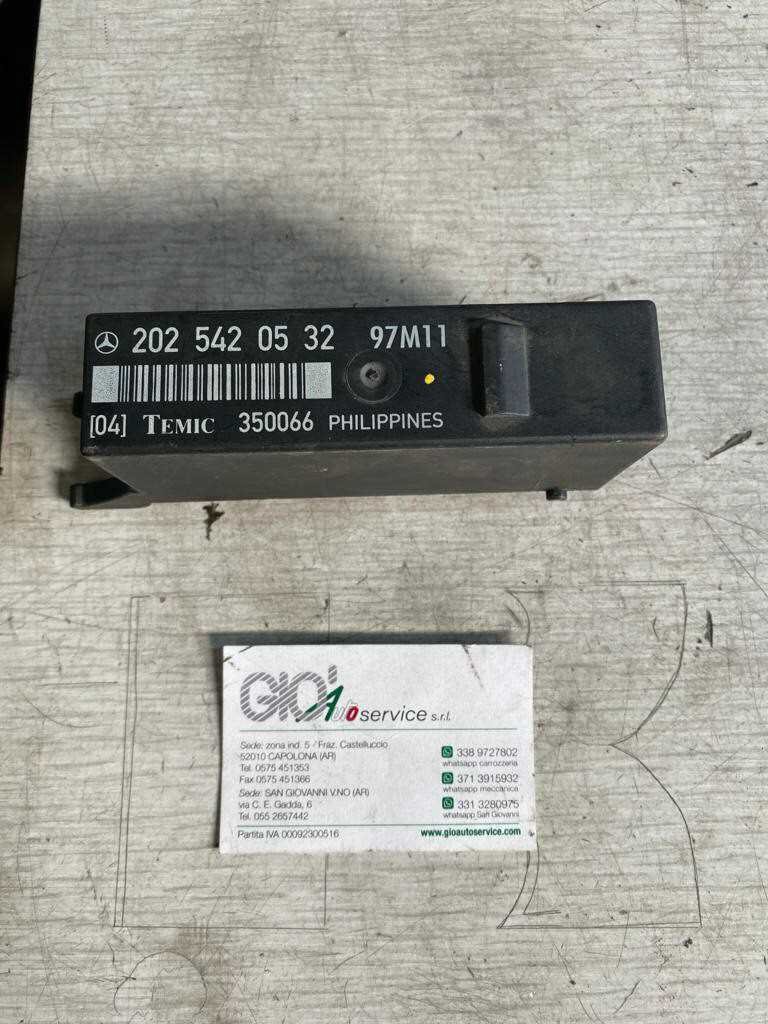 202 542 05 32 97M11
[04] TEMIC 350066 PHILIPPINES
GIO' Auto service s.r.l.
Sede: zona ind. 5 / Fraz. Castelluccio
52010 CAPOLONA (AR)
Tel. 0575 451353
Fax 0575 451366
Sede: SAN GIOVANNI V.NO (AR)
via C. E. Gadda, 6
Tel. 055 2657442
Partita IVA 00092300516
338 9727802
whatsapp carrozzeria
371 3915932
whatsapp meccanica
331 3280975
whatsapp San Giovanni
www.gioautoservice.com